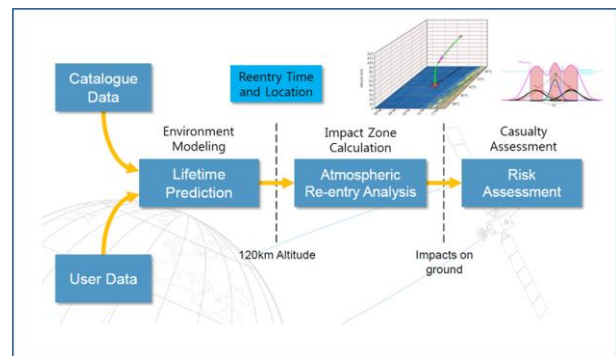 Catalogue
Data
Reentry Time
and Location
Environment
Modeling
Impact Zone
Calculation
Casualty
Assessment
Lifetime
Prediction
Atmospheric
Re-entry Analysis
Risk
Assessment
120km Altitude
Impacts on
ground
User Data